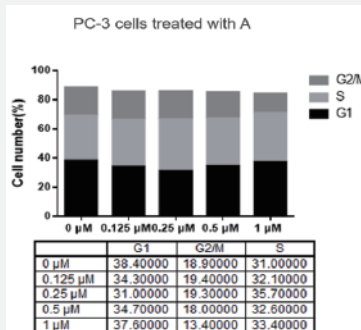 PC-3 cells treated with A
100
80
60
40
20
0
Cell number(%)
G2/M
S
G1
0 μM 0.125 μM 0.25 μM 0.5 μM 1 μM
G1 G2/M S
0 μM 38.40000 18.90000 31.00000
0.125 μM 34.30000 19.40000 32.10000
0.25 μM 31.00000 19.30000 35.70000
0.5 μM 34.70000 18.00000 32.60000
1 μM 37.60000 13.40000 33.40000